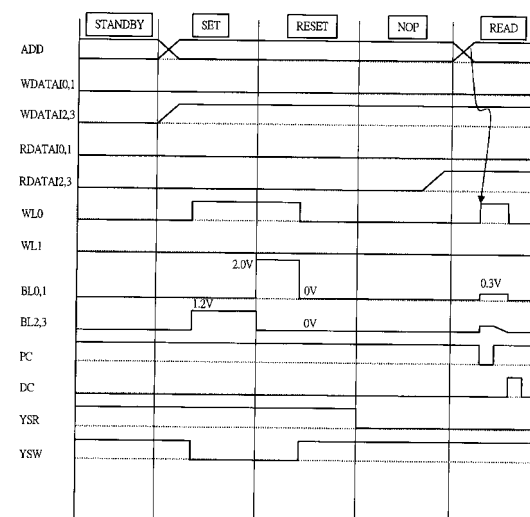 STANDBY SET RESET NOP READ
ADD
WDATAI0,1
WDATAI2,3
RDATAI0,1
RDATAI2,3
WL0
WL1
2.0V
0.3V
BL0,1 0V
1.2V
BL2,3 0V
PC
DC
YSR
YSW